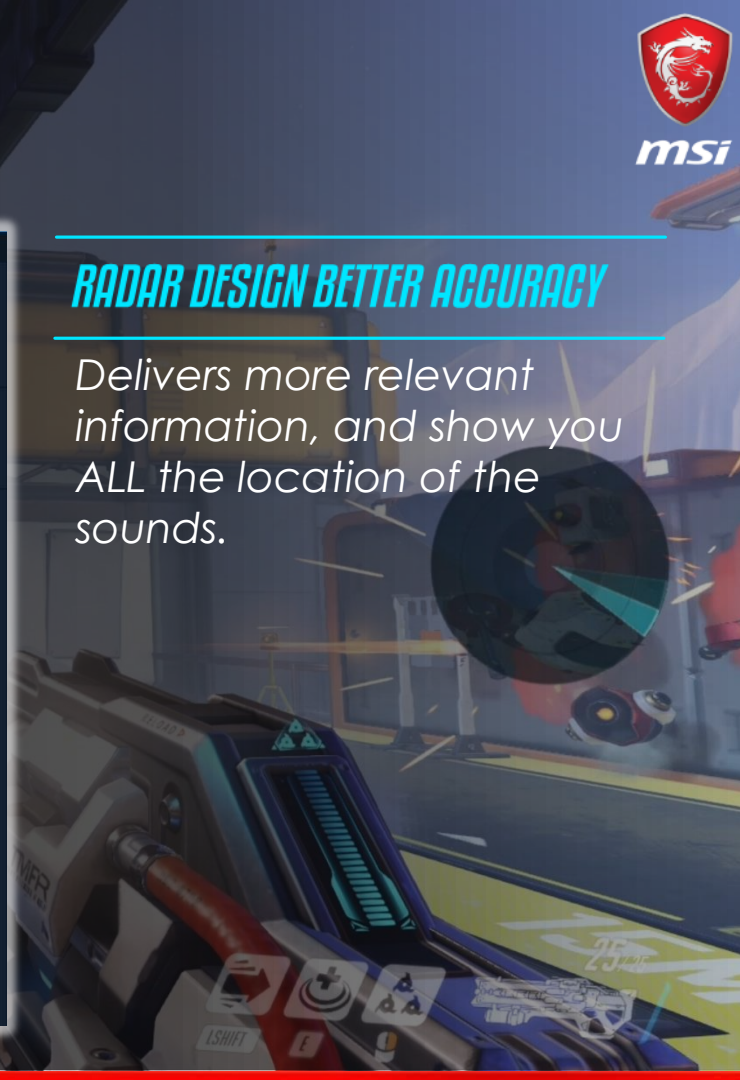 msi
RADAR DESIGN BETTER ACCURACY
Delivers more relevant
information, and show you
ALL the location of the
sounds.
25
L.SHIFT
E